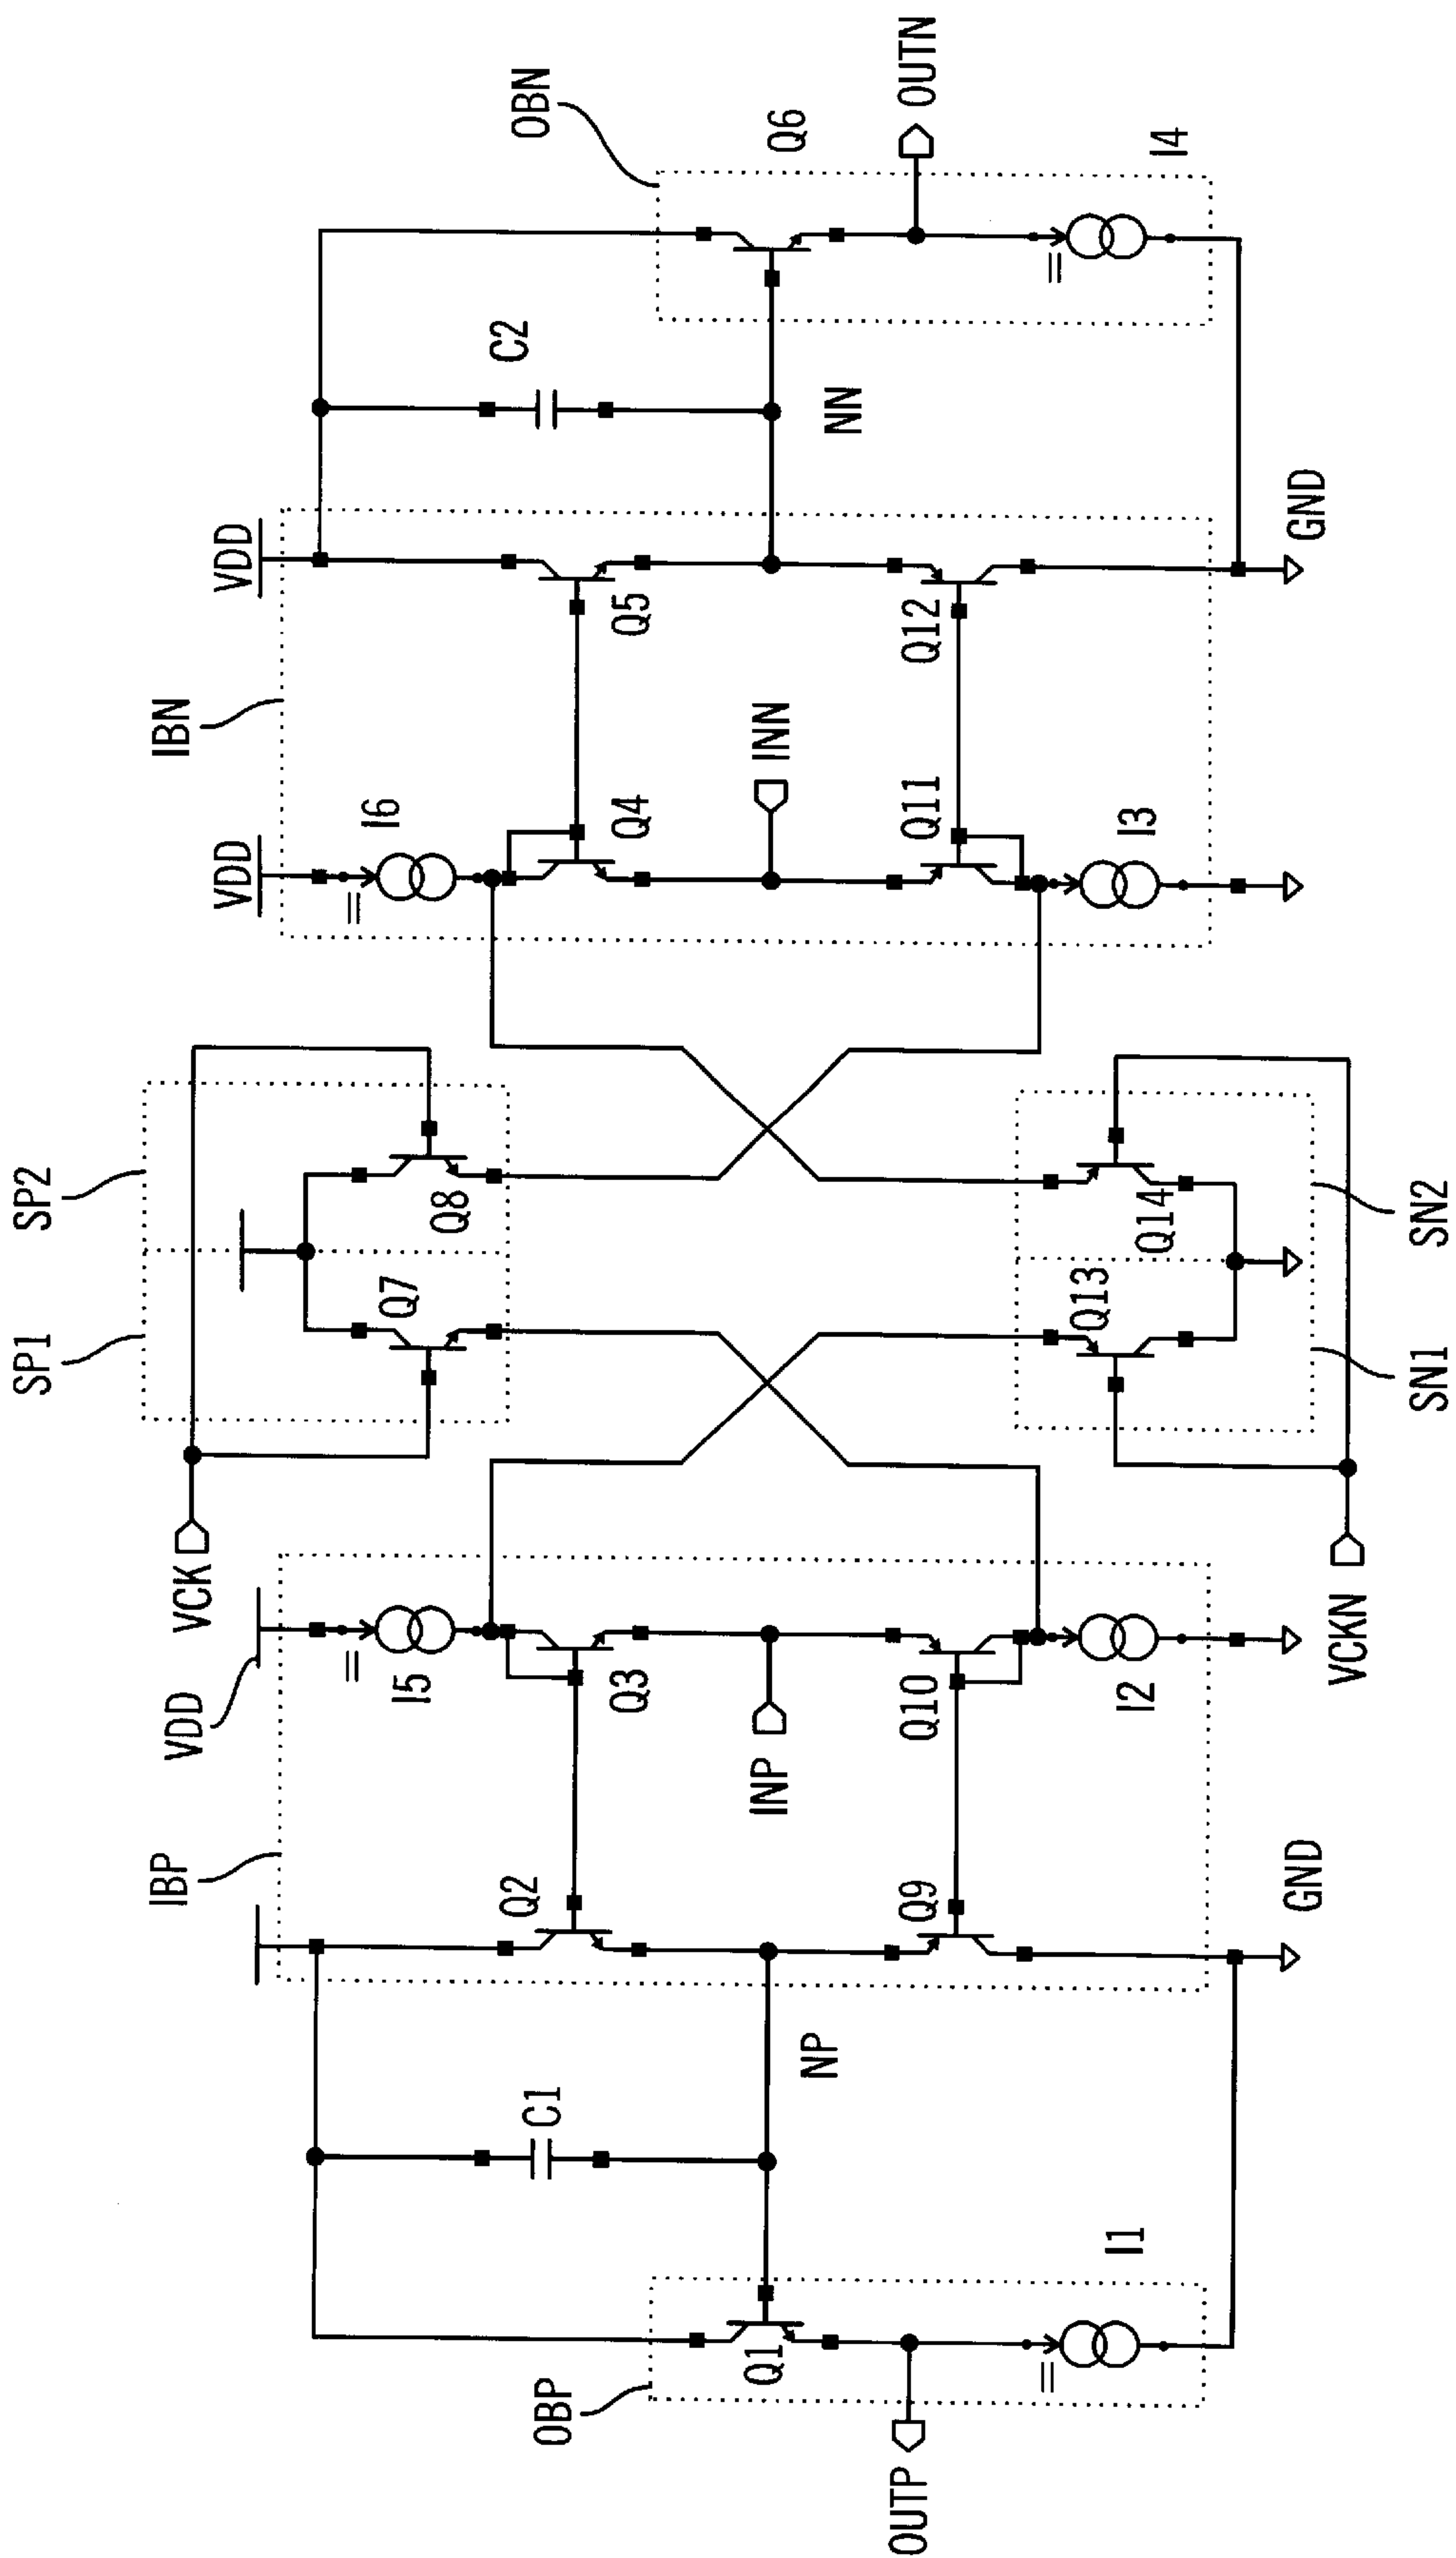 OBN
Q6
OUTN
I4
C2
NN
VDD
IBN
Q5
Q12
GND
VDD
I6
Q4
INN
Q11
I3
SP2
Q8
Q14
SN2
SP1
Q7
Q13
SN1
VCK
VCKN
VDD
I5
Q3
INP
Q10
I2
IBP
Q2
Q9
GND
NP
C1
I1
OBP
Q1
OUTP